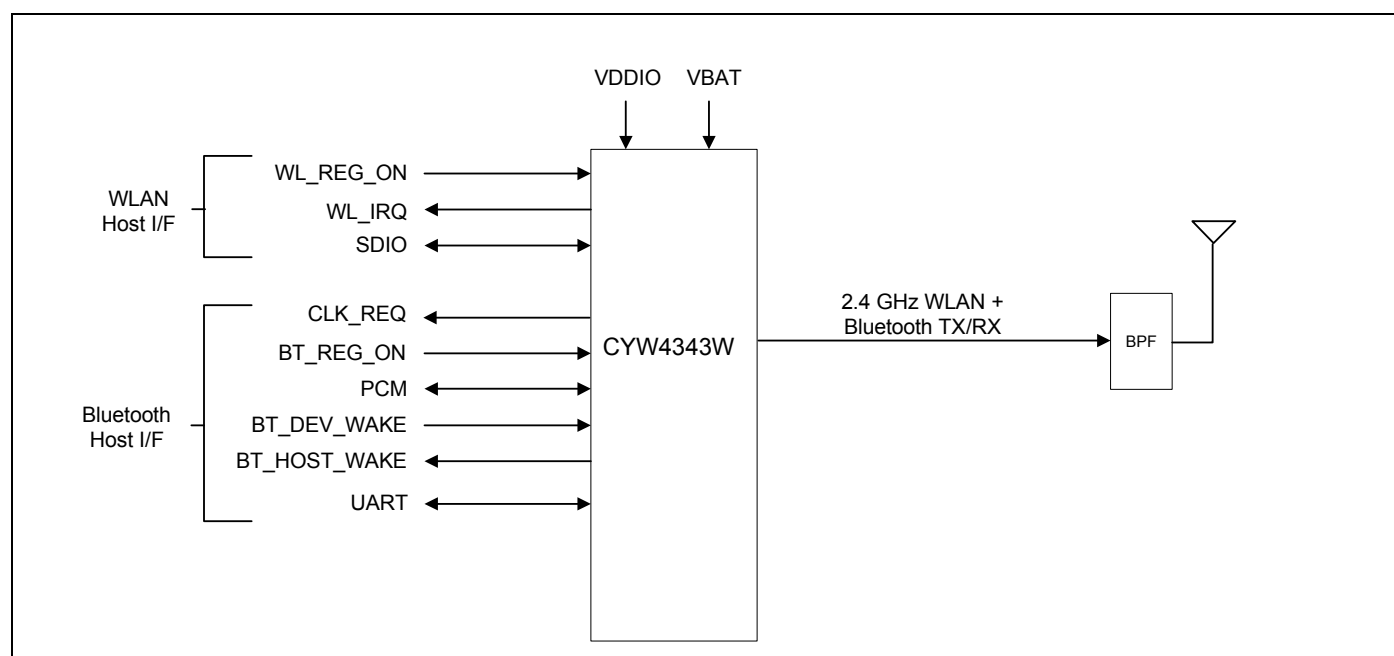 VDDIO
VBAT
WLAN
Host I/F
WL_REG_ON
WL_IRQ
SDIO
Bluetooth
Host I/F
CLK_REQ
BT_REG_ON
PCM
BT_DEV_WAKE
BT_HOST_WAKE
UART
CYW4343W
2.4 GHz WLAN +
Bluetooth TX/RX
BPF